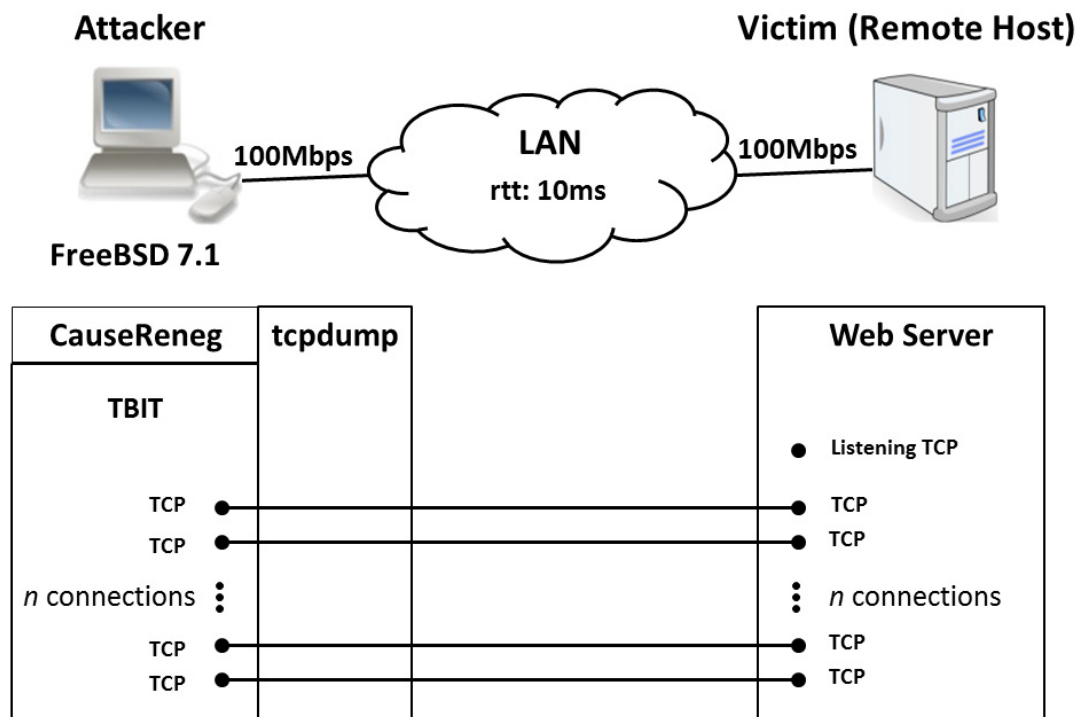 Attacker
Victim (Remote Host)
100Mbps
LAN
rtt: 10ms
100Mbps
FreeBSD 7.1
CauseReneg
tcpdump
Web Server
TBIT
Listening TCP
TCP
TCP
TCP
TCP
n connections
n connections
TCP
TCP
TCP
TCP